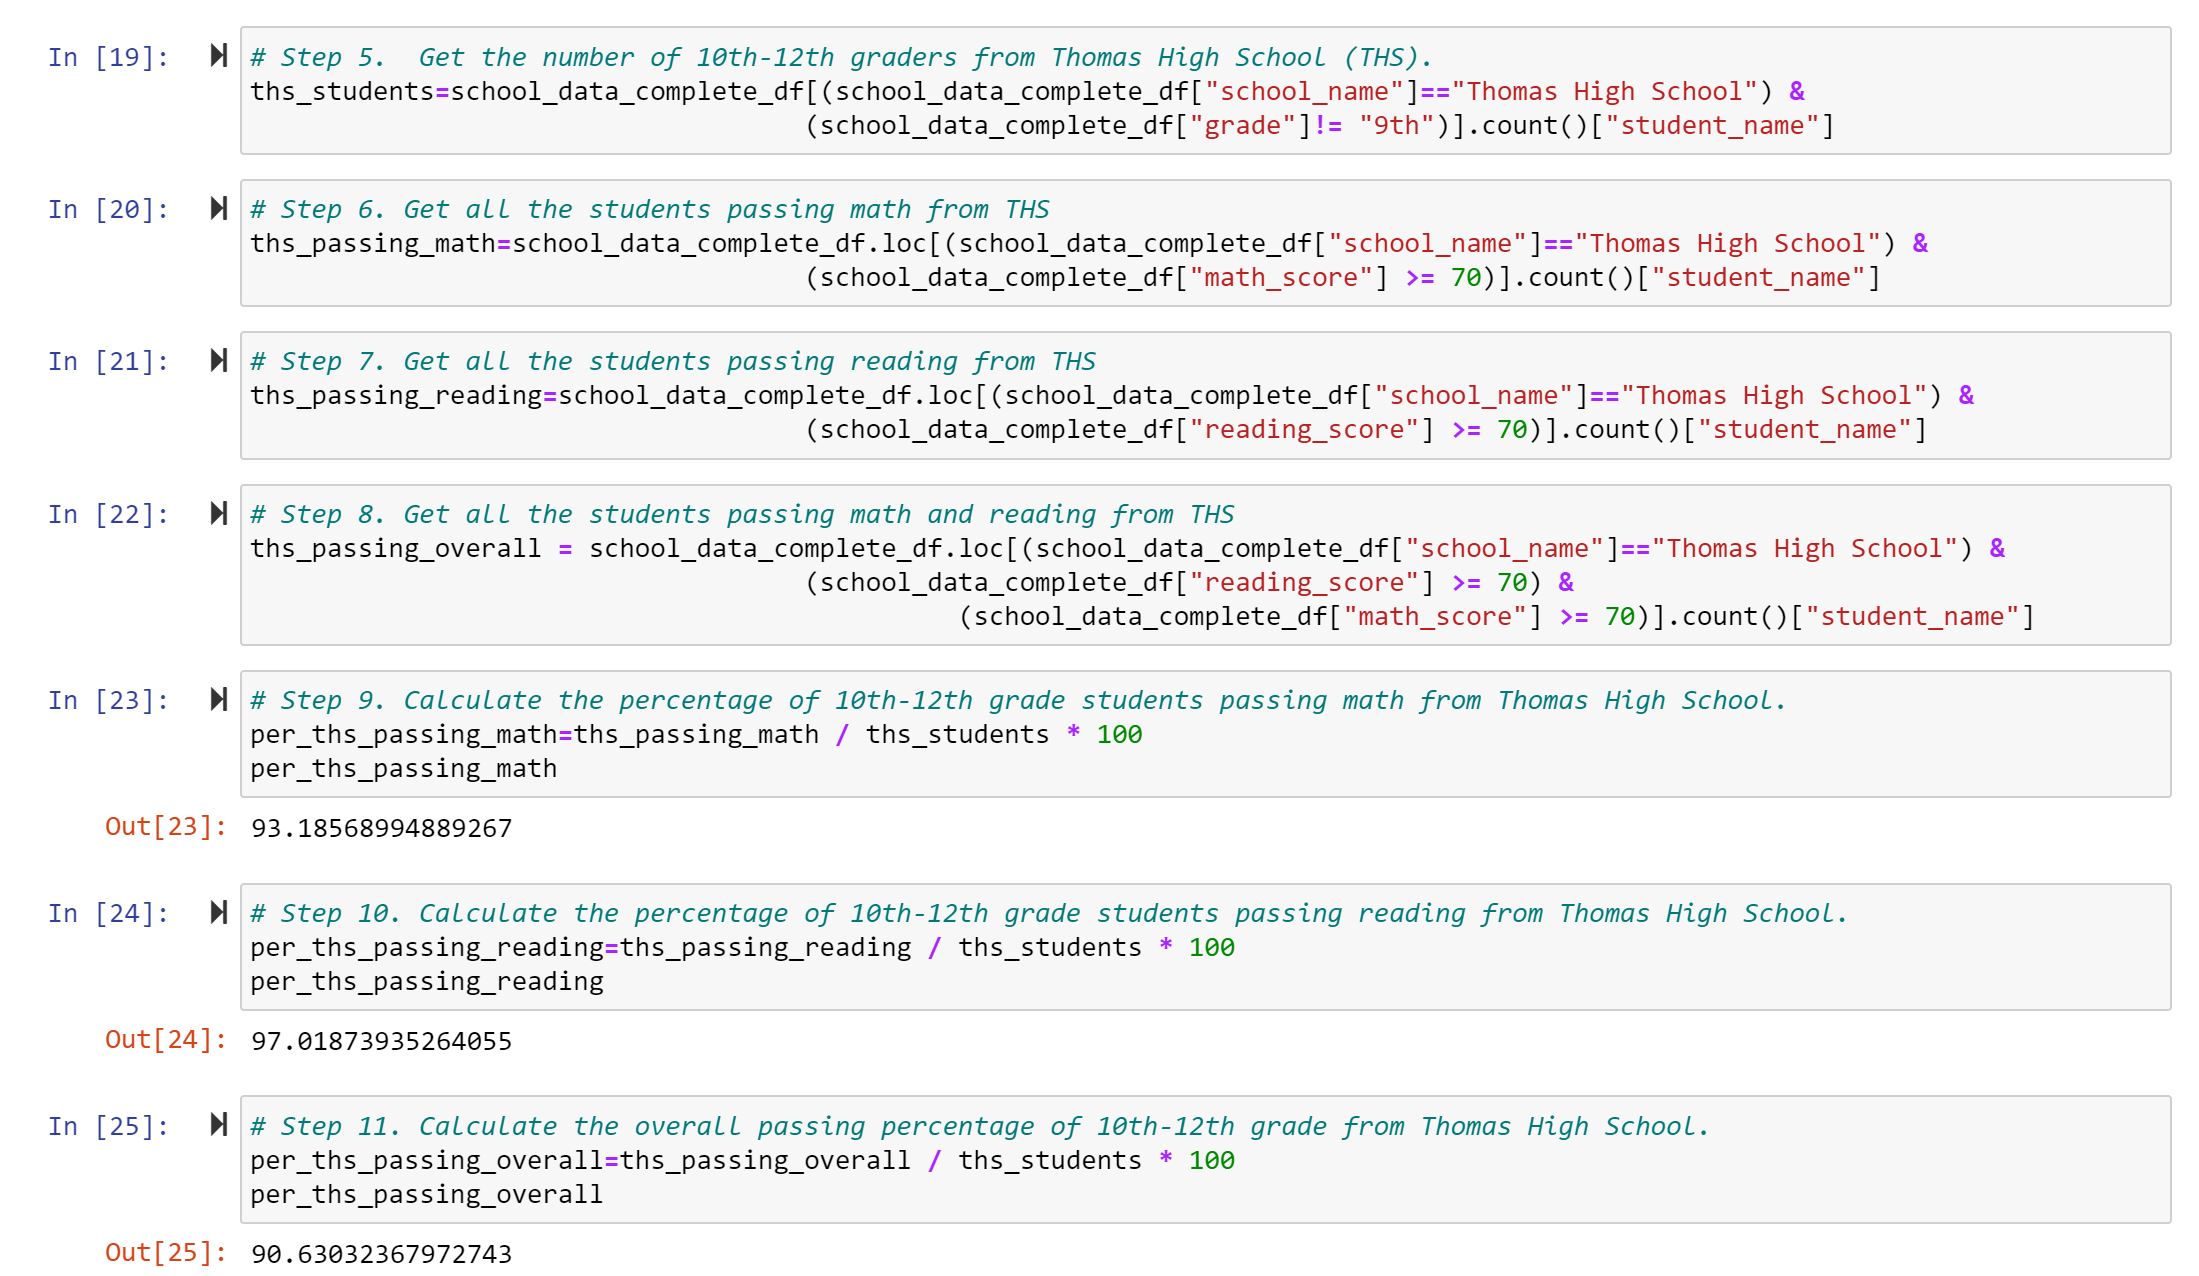 In [19]: # Step 5.  Get the number of 10th-12th graders from Thomas High School (THS).
ths_students=school_data_complete_df[(school_data_complete_df["school_name"]=="Thomas High School") &
(school_data_complete_df["grade"]!= "9th")].count()["student_name"]
In [20]: # Step 6. Get all the students passing math from THS
ths_passing_math=school_data_complete_df.loc[(school_data_complete_df["school_name"]=="Thomas High School") &
(school_data_complete_df["math_score"] >= 70)].count()["student_name"]
In [21]: # Step 7. Get all the students passing reading from THS
ths_passing_reading=school_data_complete_df.loc[(school_data_complete_df["school_name"]=="Thomas High School") &
(school_data_complete_df["reading_score"] >= 70)].count()["student_name"]
In [22]: # Step 8. Get all the students passing math and reading from THS
ths_passing_overall = school_data_complete_df.loc[(school_data_complete_df["school_name"]=="Thomas High School") &
(school_data_complete_df["reading_score"] >= 70) &
(school_data_complete_df["math_score"] >= 70)].count()["student_name"]
In [23]: # Step 9. Calculate the percentage of 10th-12th grade students passing math from Thomas High School.
per_ths_passing_math=ths_passing_math / ths_students * 100
per_ths_passing_math
Out[23]: 93.18568994889267
In [24]: # Step 10. Calculate the percentage of 10th-12th grade students passing reading from Thomas High School.
per_ths_passing_reading=ths_passing_reading / ths_students * 100
per_ths_passing_reading
Out[24]: 97.01873935264055
In [25]: # Step 11. Calculate the overall passing percentage of 10th-12th grade from Thomas High School.
per_ths_passing_overall=ths_passing_overall / ths_students * 100
per_ths_passing_overall
Out[25]: 90.63032367972743